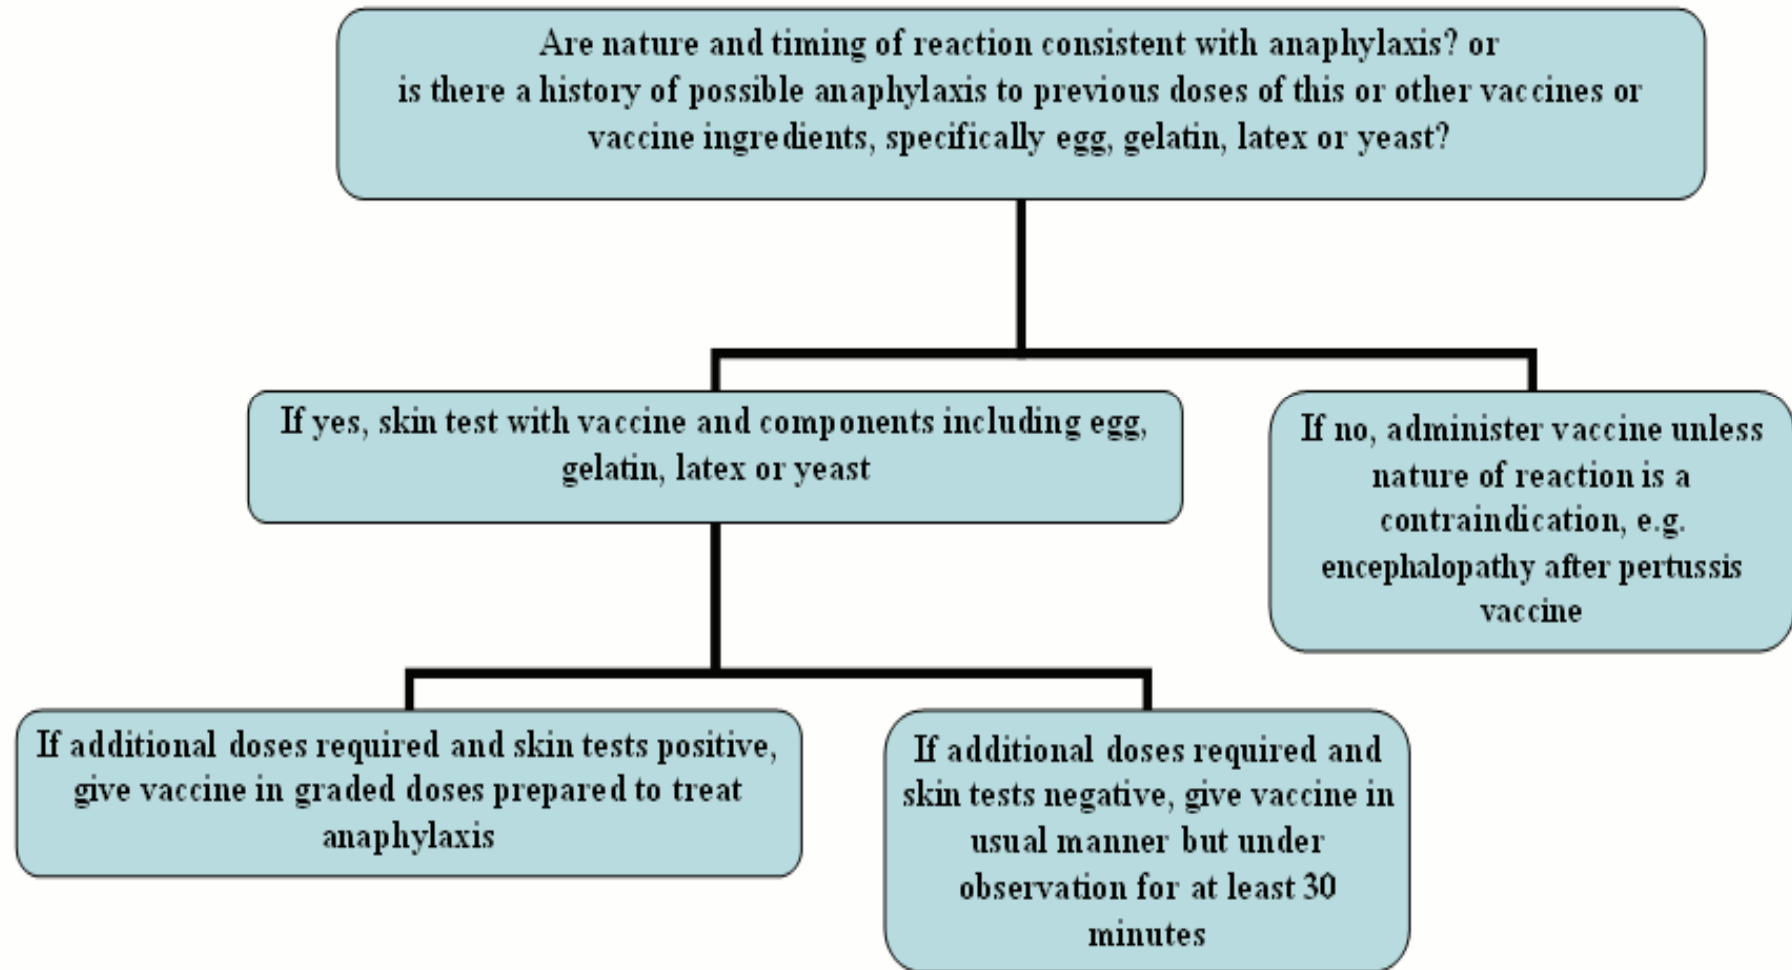 Are nature and timing of reaction consistent with anaphylaxis? or
is there a history of possible anaphylaxis to previous doses of this or other vaccines or
vaccine ingredients, specifically egg, gelatin, latex or yeast?
If yes, skin test with vaccine and components including egg,
gelatin, latex or yeast
If no, administer vaccine unless
nature of reaction is a
contraindication, e.g.
encephalopathy after pertussis
vaccine
If additional doses required and skin tests positive,
give vaccine in graded doses prepared to treat
anaphylaxis
If additional doses required and
skin tests negative, give vaccine in
usual manner but under
observation for at least 30
minutes